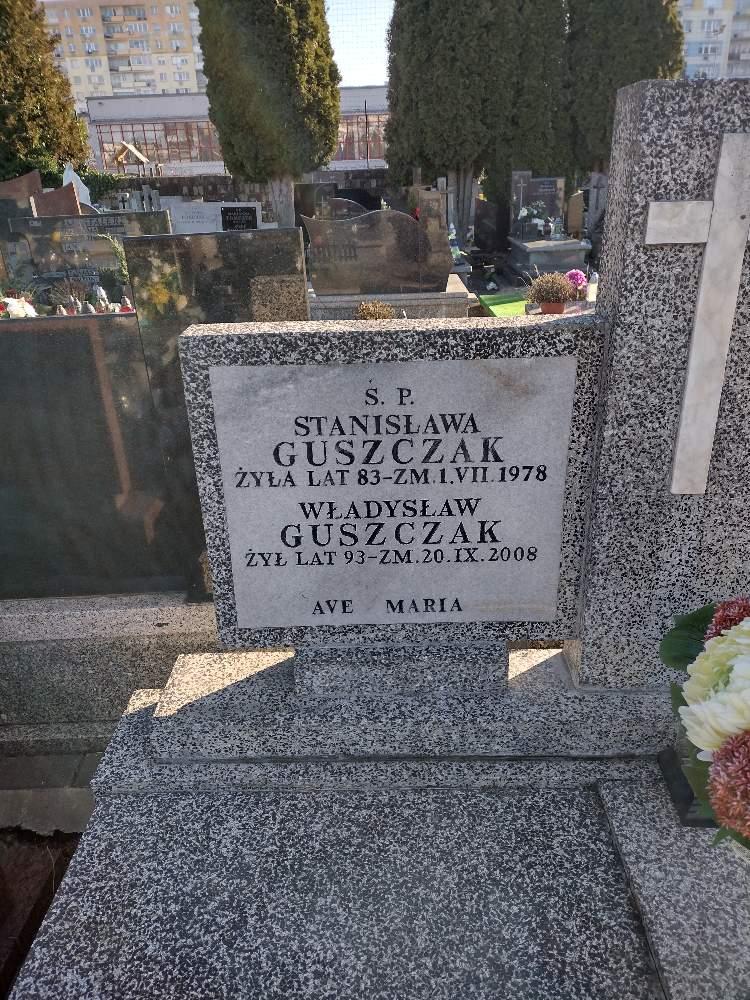 Ś. P.
STANISŁAWA
GUSZCZAK
ŻYŁA LAT 83-ZM.1.VII.1978
WŁADYSŁAW
GUSZCZAK
ŻYŁ LAT 93-ZM.20.IX.2008
AVE MARIA